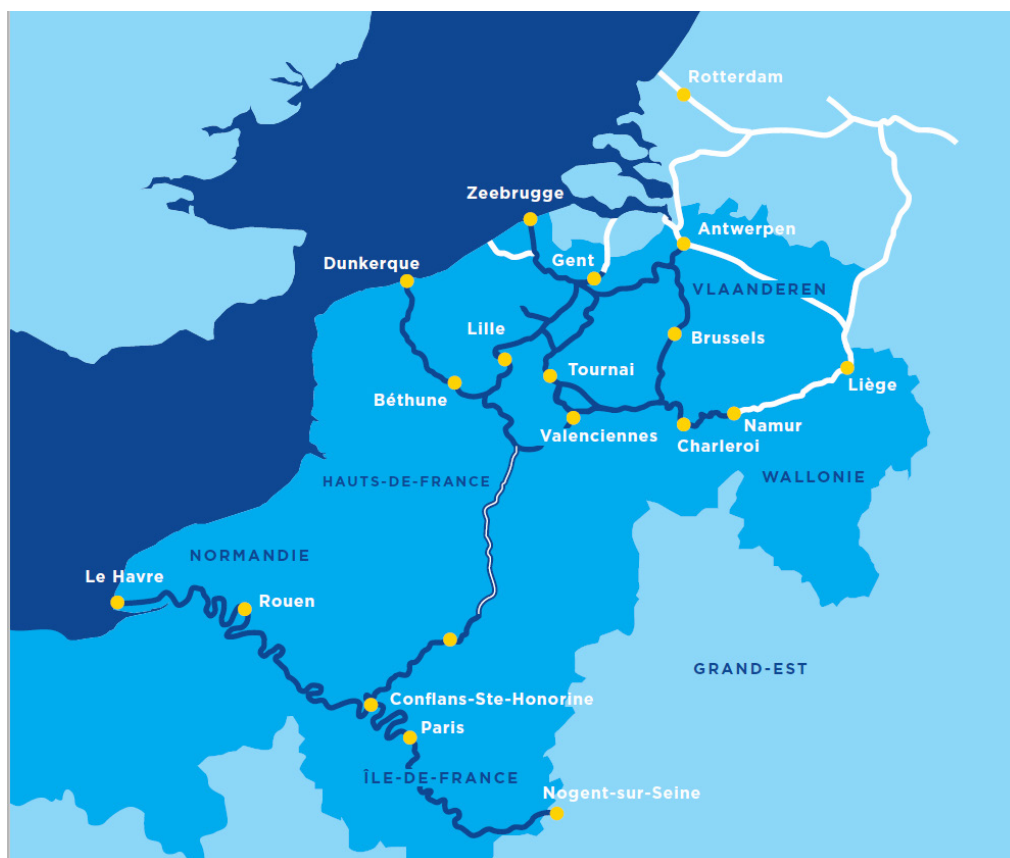 Rotterdam
Zeebrugge
Antwerpen
Dunkerque
Gent
VLAANDEREN
Lille
Brussels
Tournai
Liège
Béthune
Namur
Valenciennes
Charleroi
HAUTS-DE-FRANCE
WALLONIE
NORMANDIE
Le Havre
Rouen
GRAND-EST
Conflans-Ste-Honorine
Paris
ÎLE-DE-FRANCE
Nogent-sur-Seine